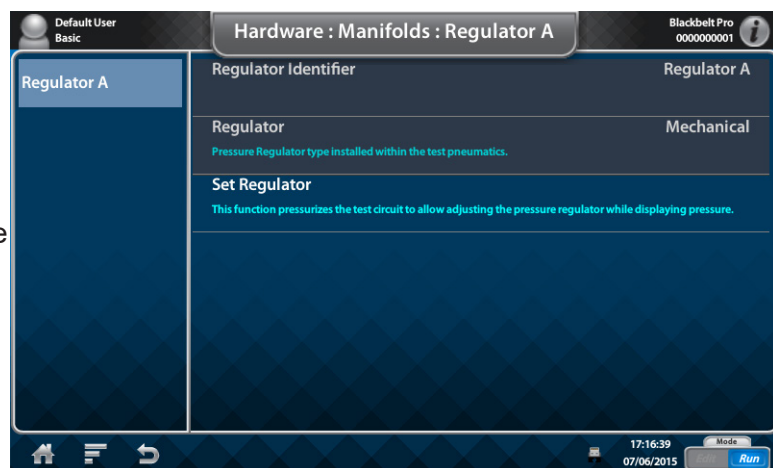 Default User
Basic
Hardware : Manifolds : Regulator A
Blackbelt Pro
0000000001
Regulator A
Regulator Identifier
Regulator A
Regulator
Mechanical
Pressure Regulator type installed within the test pneumatics.
Set Regulator
This function pressurizes the test circuit to allow adjusting the pressure regulator while displaying pressure.
e
17:16:39
07/06/2015
Mode
Edit
Run